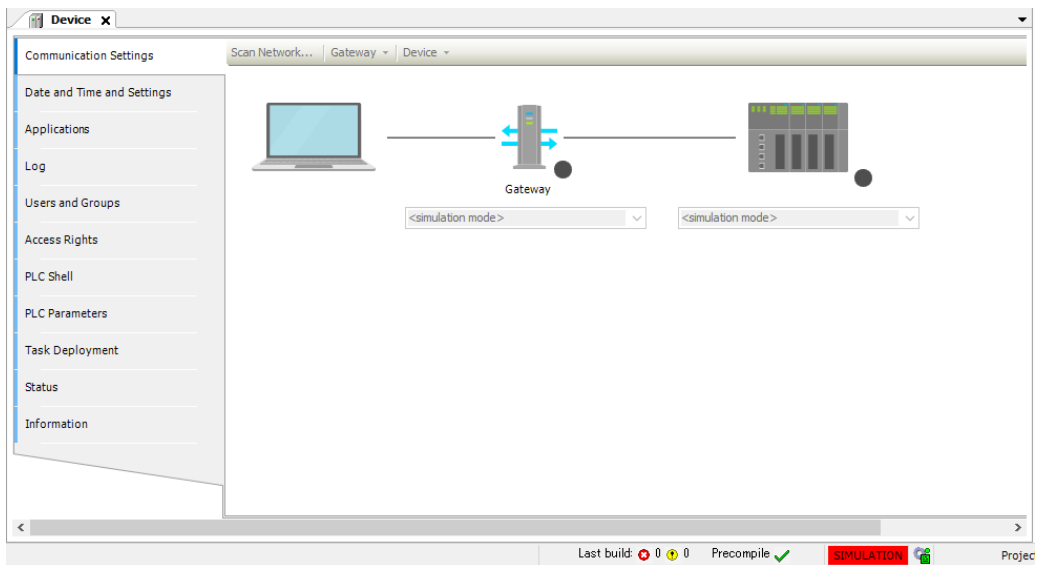 Device
Communication Settings
Scan Network... Gateway Device
Date and Time and Settings
Applications
Log
Users and Groups
Access Rights
PLC Shell
PLC Parameters
Task Deployment
Status
Information
Gateway
<simulation mode> <simulation mode>
Last build: 0 0 Precompile SIMULATION Projec